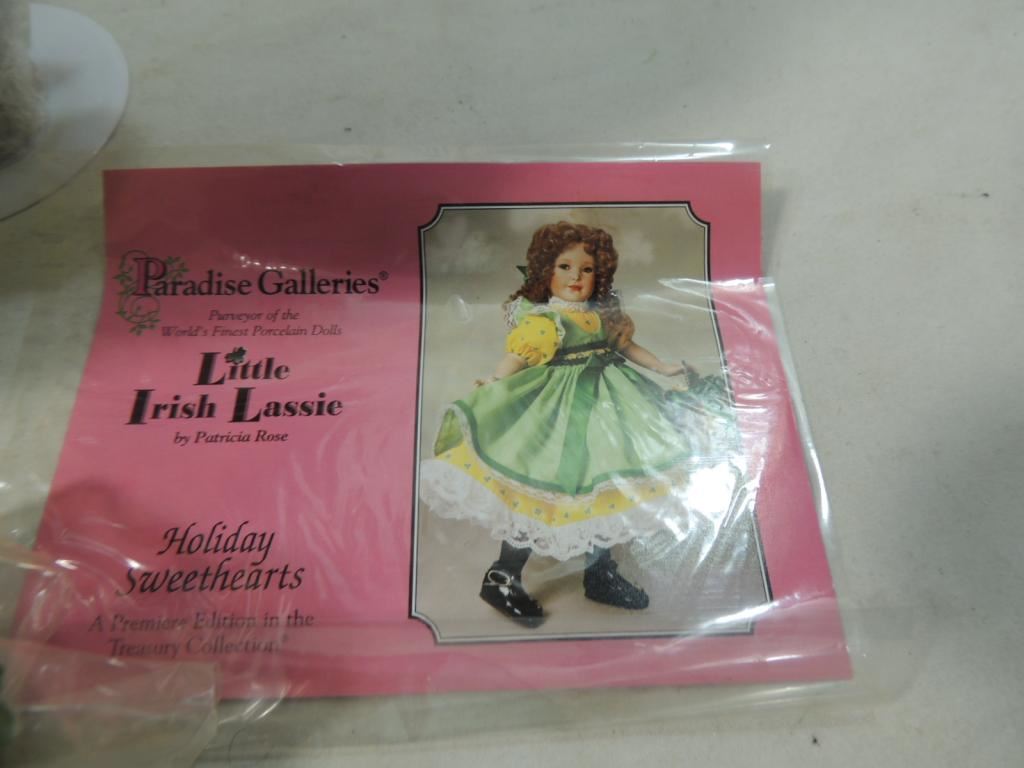 Paradise Galleries®
Purveyor of the
World's Finest Porcelain Dolls
Little
Irish Lassie
by Patricia Rose
Holiday
Sweethearts
A Premiere Edition in the
Treasury Collection®